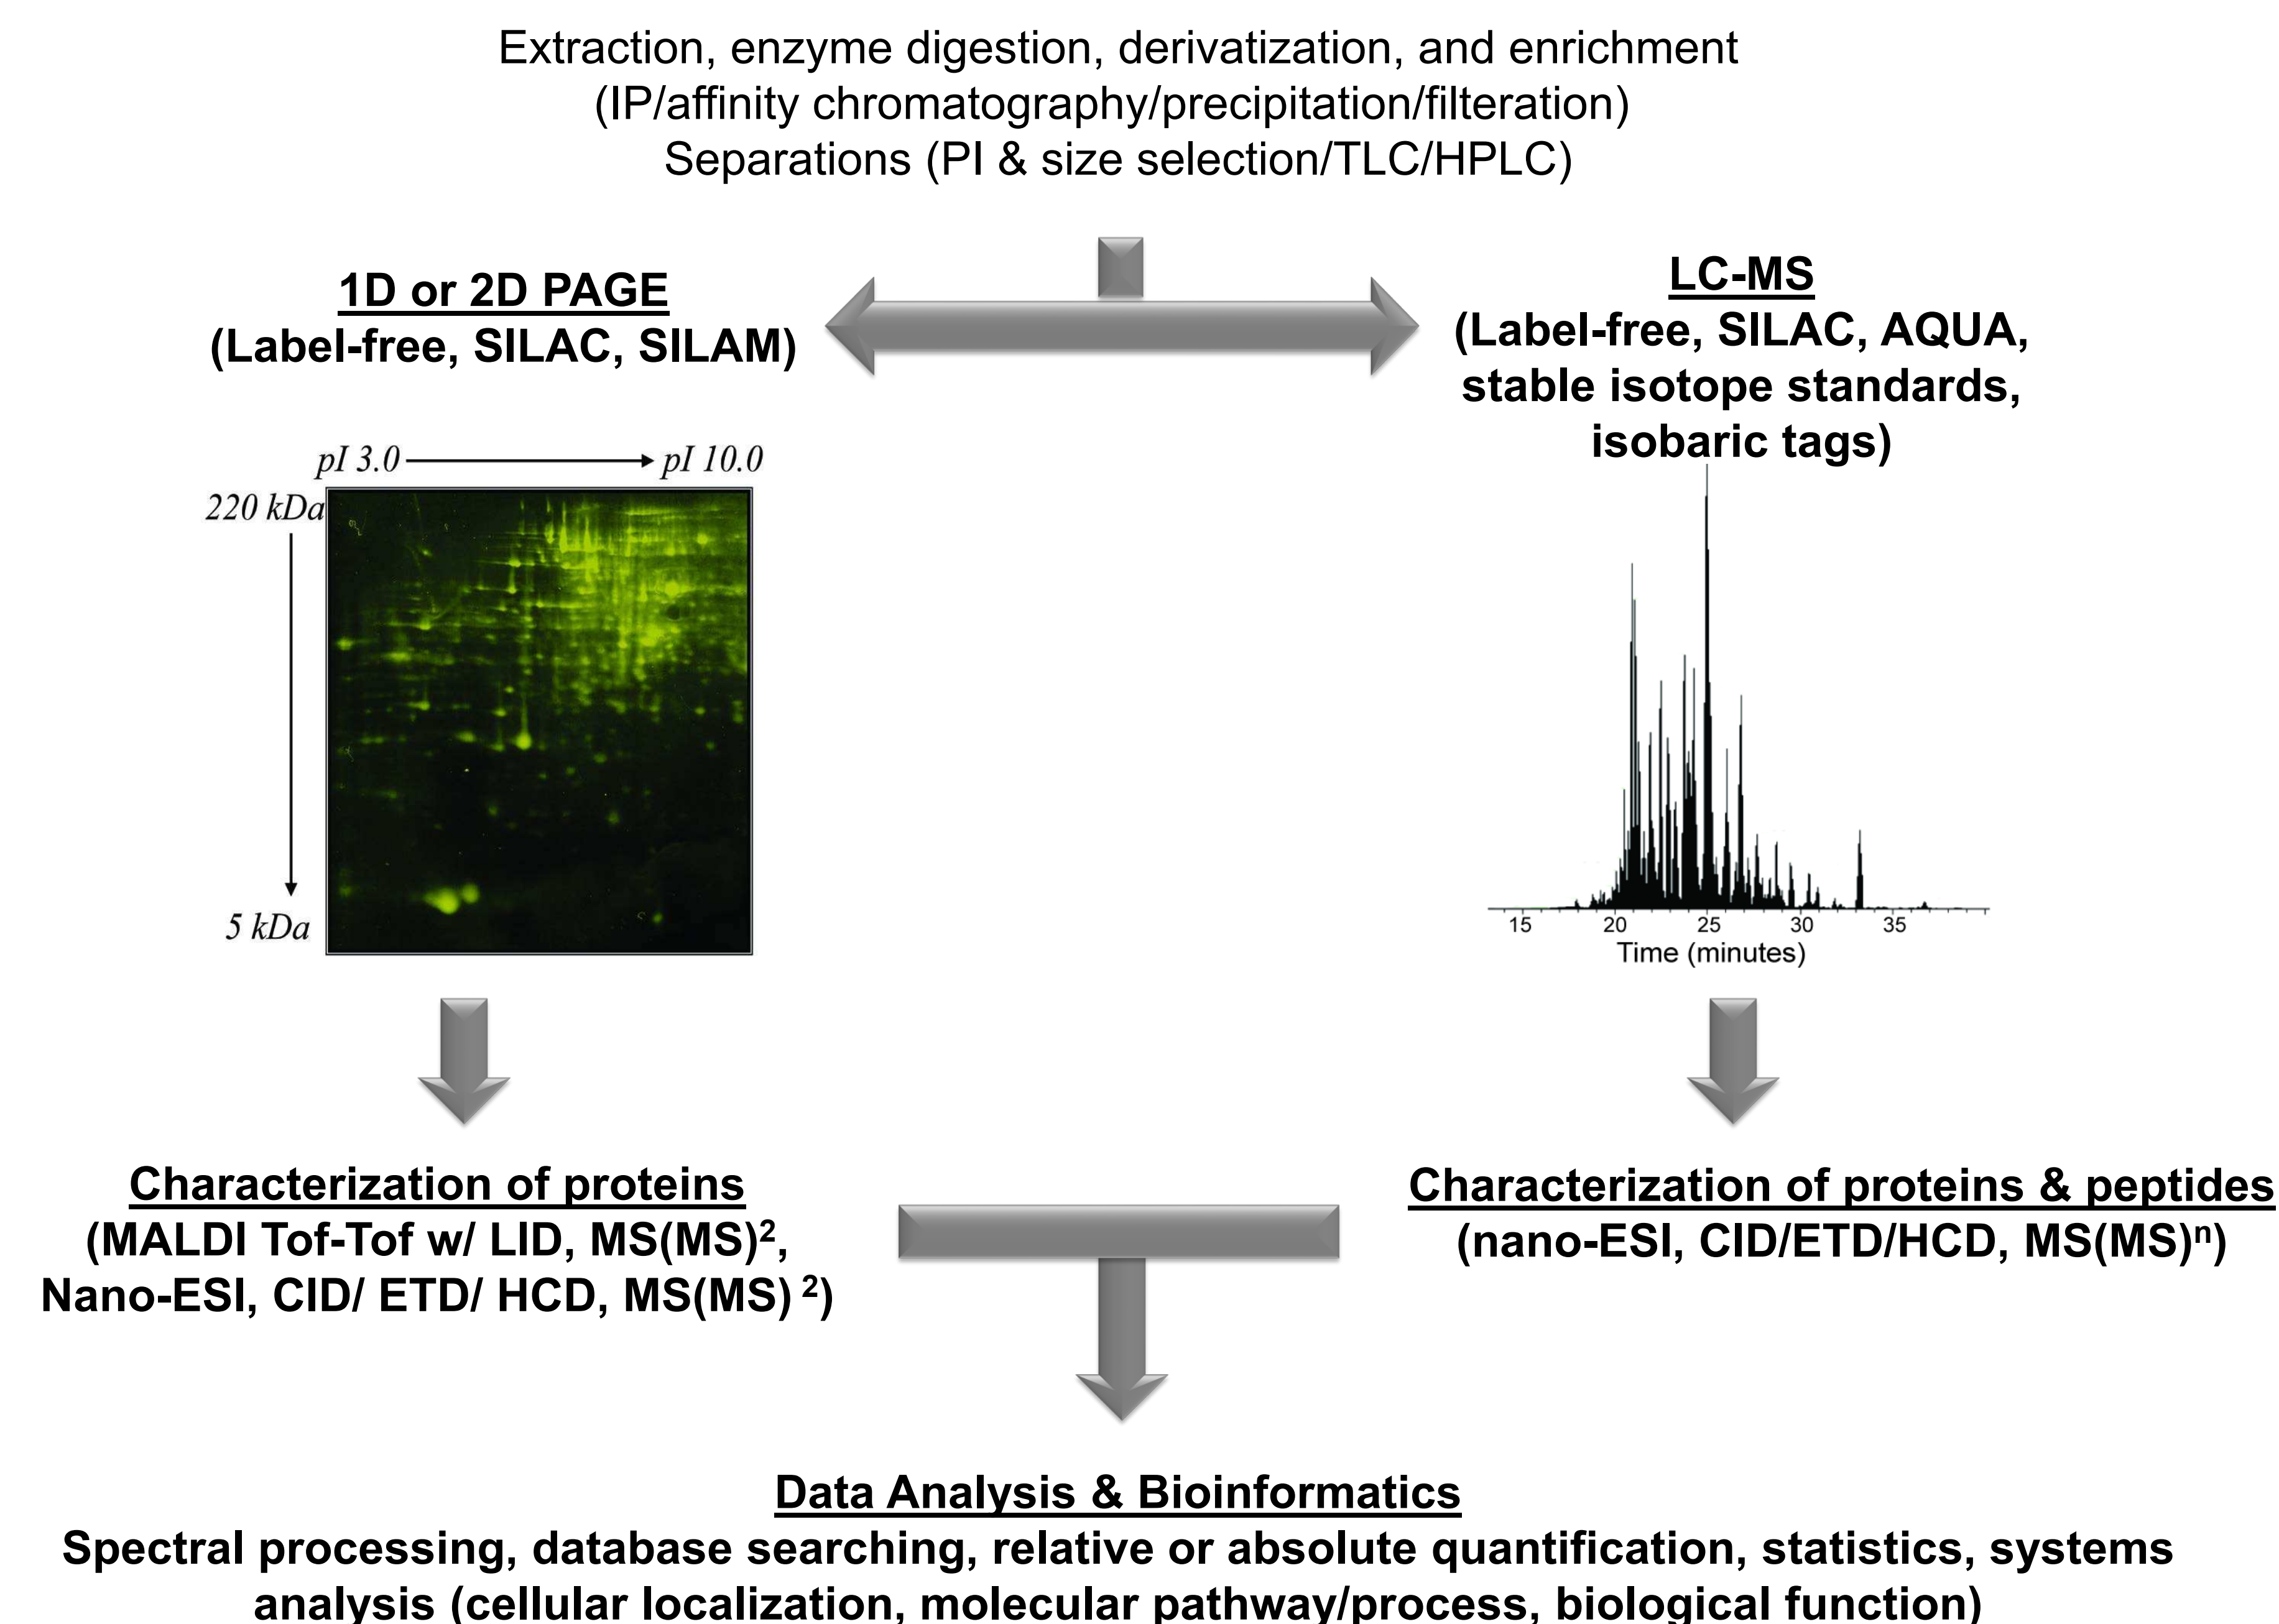 Extraction, enzyme digestion, derivatization, and enrichment
(IP/affinity chromatography/precipitation/filteration)
Separations (PI & size selection/TLC/HPLC)
1D or 2D PAGE
(Label-free, SILAC, SILAM)
LC-MS
(Label-free, SILAC, AQUA,
stable isotope standards,
isobaric tags)
pI 3.0 pI 10.0
220 kDa
5 kDa
15 20 25 30 35
Time (minutes)
Characterization of proteins
(MALDI Tof-Tof w/ LID, MS(MS)²,
Nano-ESI, CID/ ETD/ HCD, MS(MS) ²)
Characterization of proteins & peptides
(nano-ESI, CID/ETD/HCD, MS(MS)ⁿ)
Data Analysis & Bioinformatics
Spectral processing, database searching, relative or absolute quantification, statistics, systems
analysis (cellular localization, molecular pathway/process, biological function)